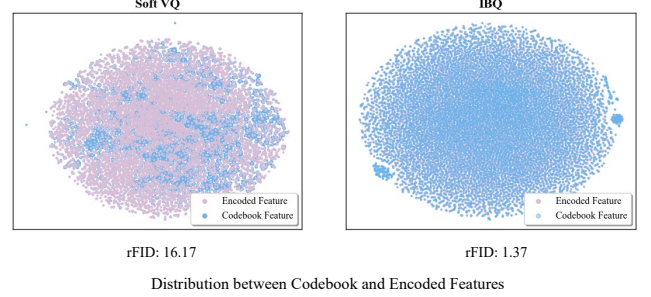 Soft VQ
IBQ
Encoded Feature
Codebook Feature
Encoded Feature
Codebook Feature
rFID: 16.17
rFID: 1.37
Distribution between Codebook and Encoded Features